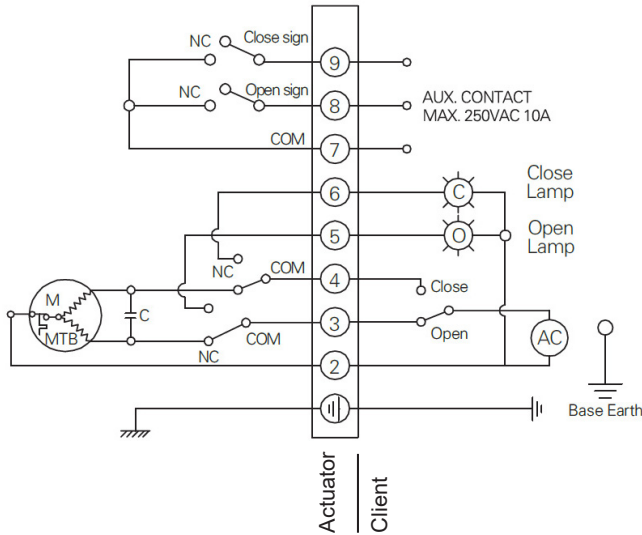 NC
Close sign
9
NC
Open sign
8
AUX. CONTACT
MAX. 250VAC 10A
COM
7
6
C
Close
Lamp
5
O
Open
Lamp
NC
COM
4
Close
M
C
3
MTB
NC
COM
Open
AC
2
Base Earth
Actuator
Client